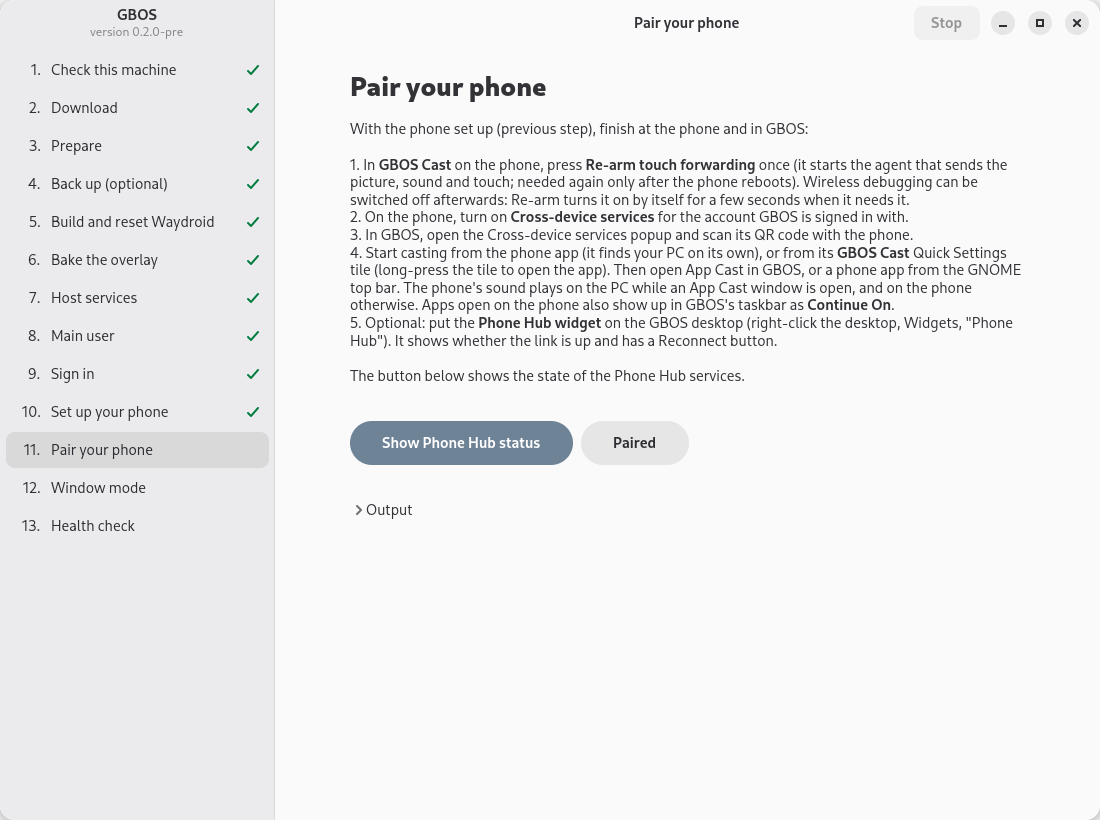 GBOS
version 0.2.0-pre
Pair your phone
Stop
1. Check this machine
2. Download
3. Prepare
4. Back up (optional)
5. Build and reset Waydroid
6. Bake the overlay
7. Host services
8. Main user
9. Sign in
10. Set up your phone
11. Pair your phone
12. Window mode
13. Health check
Pair your phone
With the phone set up (previous step), finish at the phone and in GBOS:
1. In GBOS Cast on the phone, press Re-arm touch forwarding once (it starts the agent that sends the
picture, sound and touch; needed again only after the phone reboots). Wireless debugging can be
switched off afterwards: Re-arm turns it on by itself for a few seconds when it needs it.
2. On the phone, turn on Cross-device services for the account GBOS is signed in with.
3. In GBOS, open the Cross-device services popup and scan its QR code with the phone.
4. Start casting from the phone app (it finds your PC on its own), or from its GBOS Cast Quick Settings
tile (long-press the tile to open the app). Then open App Cast in GBOS, or a phone app from the GNOME
top bar. The phone's sound plays on the PC while an App Cast window is open, and on the phone
otherwise. Apps open on the phone also show up in GBOS's taskbar as Continue On.
5. Optional: put the Phone Hub widget on the GBOS desktop (right-click the desktop, Widgets, "Phone
Hub"). It shows whether the link is up and has a Reconnect button.
The button below shows the state of the Phone Hub services.
Show Phone Hub status
Paired
Output